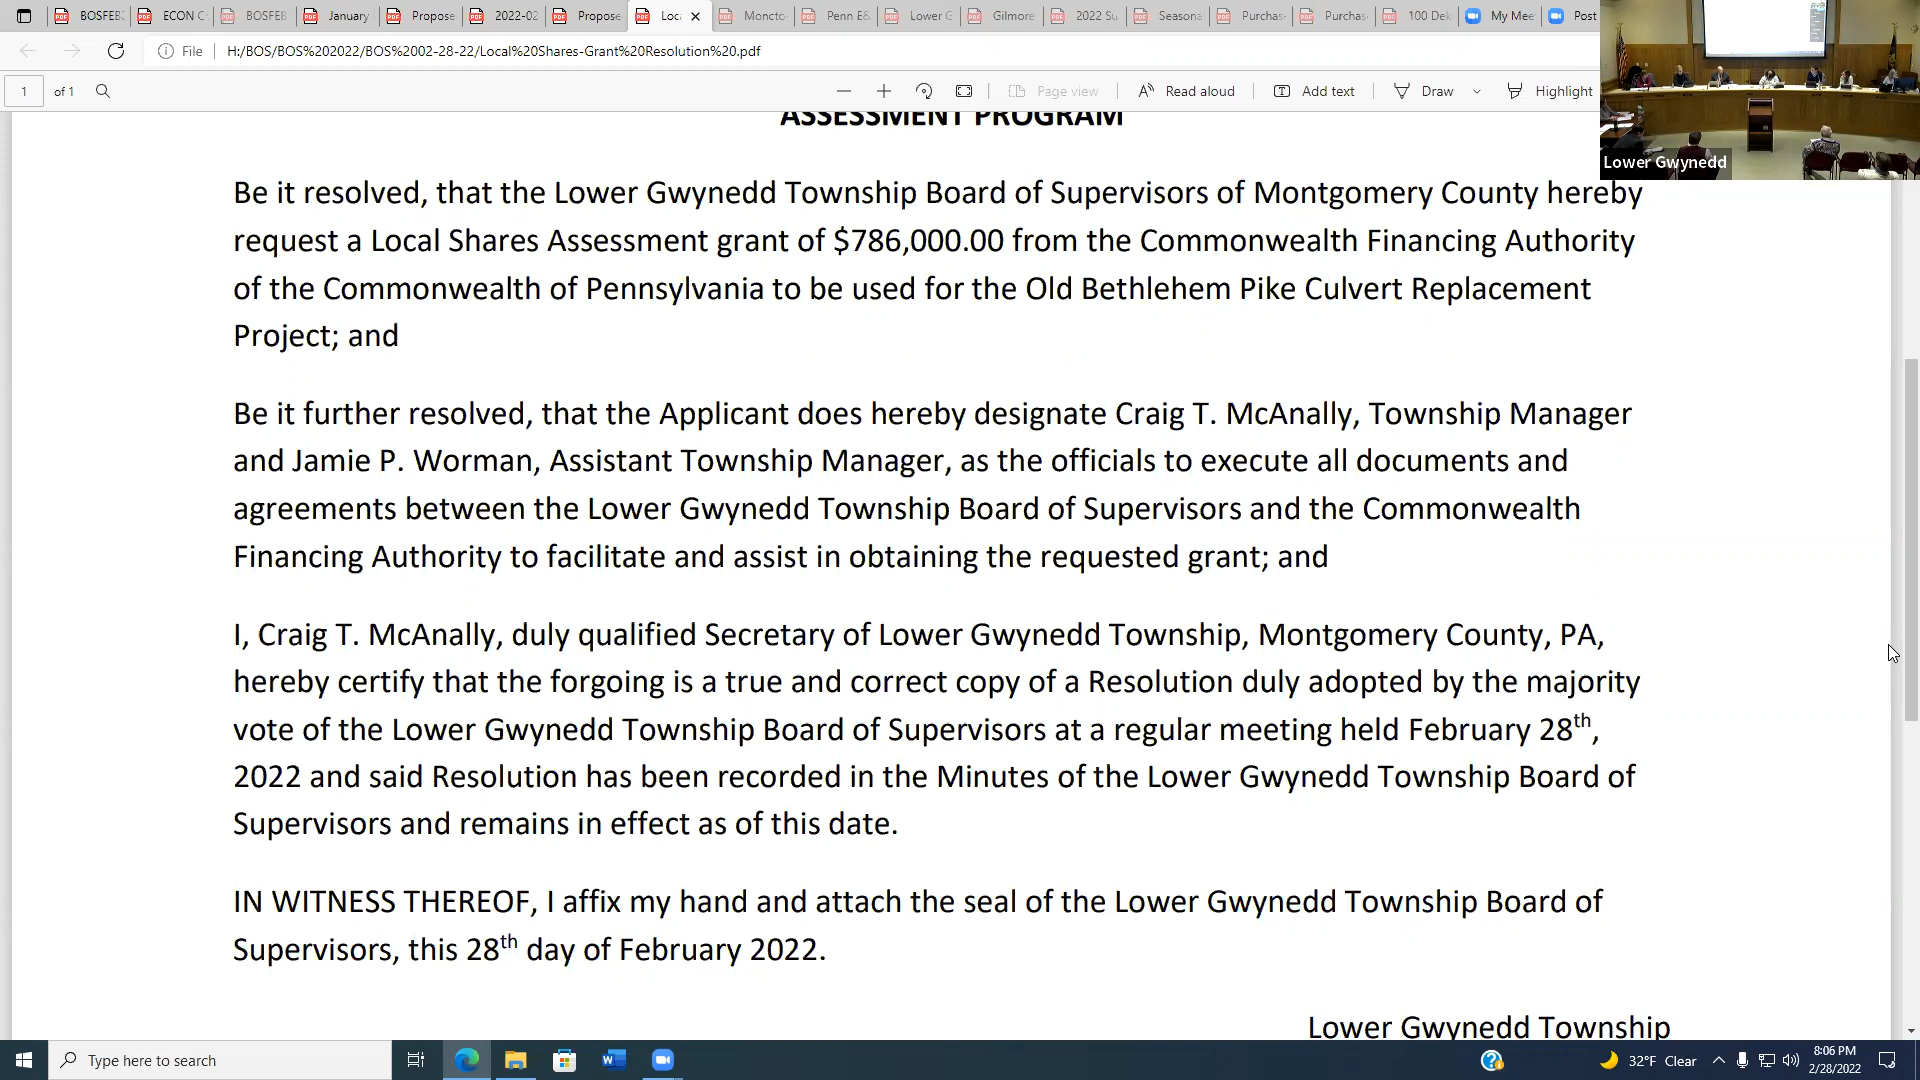 BOSFEB2
ECON C
BOSFEB
January
Propose
2022-02
Propose
Loc
Moncto
Penn E&
Lower G
Gilmore
2022 Su
Seasona
Purchas
Purchas
100 Dek
My Mee
Post
File
H:/BOS/BOS%202022/BOS%2002-28-22/Local%20Shares-Grant%20Resolution%20.pdf
1 of 1
Page view
Read aloud
Add text
Draw
Highlight
Lower Gwynedd
ASSESSMENT PROGRAM
Be it resolved, that the Lower Gwynedd Township Board of Supervisors of Montgomery County hereby
request a Local Shares Assessment grant of $786,000.00 from the Commonwealth Financing Authority
of the Commonwealth of Pennsylvania to be used for the Old Bethlehem Pike Culvert Replacement
Project; and
Be it further resolved, that the Applicant does hereby designate Craig T. McAnally, Township Manager
and Jamie P. Worman, Assistant Township Manager, as the officials to execute all documents and
agreements between the Lower Gwynedd Township Board of Supervisors and the Commonwealth
Financing Authority to facilitate and assist in obtaining the requested grant; and
I, Craig T. McAnally, duly qualified Secretary of Lower Gwynedd Township, Montgomery County, PA,
hereby certify that the forgoing is a true and correct copy of a Resolution duly adopted by the majority
vote of the Lower Gwynedd Township Board of Supervisors at a regular meeting held February 28th,
2022 and said Resolution has been recorded in the Minutes of the Lower Gwynedd Township Board of
Supervisors and remains in effect as of this date.
IN WITNESS THEREOF, I affix my hand and attach the seal of the Lower Gwynedd Township Board of
Supervisors, this 28th day of February 2022.
Lower Gwynedd Township
Type here to search
32°F Clear
8:06 PM
2/28/2022